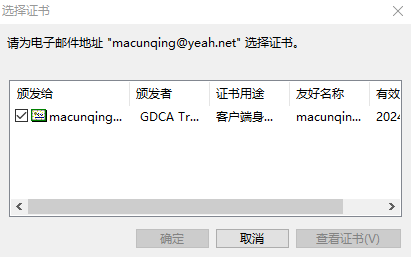 选择证书
请为电子邮件地址 "macunqing@yeah.net" 选择证书。
颁发给 颁发者 证书用途 友好名称 有效
macunqing... GDCA Tr... 客户端身... macunqin... 2024
确定 取消 查看证书(V)